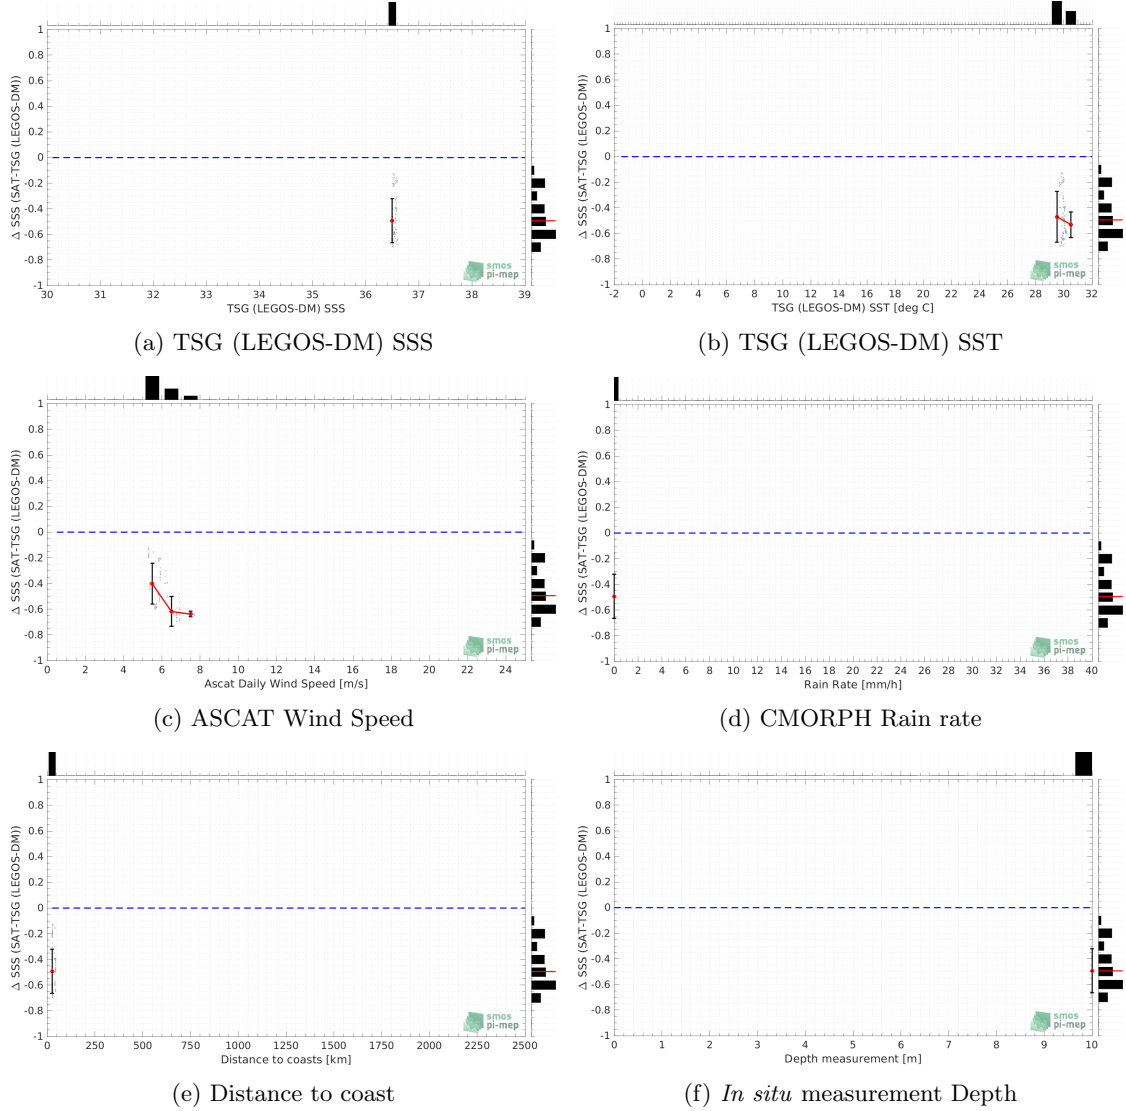 1
0.8
0.6
0.4
0.2
0
-0.2
-0.4
-0.6
-0.8
-1
Δ SSS (SAT-TSG (LEGOS-DM))
30 31 32 33 34 35 36 37 38 39
TSG (LEGOS-DM) SSS
smos
pi-mep
(a) TSG (LEGOS-DM) SSS
1
0.8
0.6
0.4
0.2
0
-0.2
-0.4
-0.6
-0.8
-1
Δ SSS (SAT-TSG (LEGOS-DM))
-2 0 2 4 6 8 10 12 14 16 18 20 22 24 26 28 30 32
TSG (LEGOS-DM) SST [deg C]
smos
pi-mep
(b) TSG (LEGOS-DM) SST
1
0.8
0.6
0.4
0.2
0
-0.2
-0.4
-0.6
-0.8
-1
Δ SSS (SAT-TSG (LEGOS-DM))
0 2 4 6 8 10 12 14 16 18 20 22 24
Ascat Daily Wind Speed [m/s]
smos
pi-mep
(c) ASCAT Wind Speed
1
0.8
0.6
0.4
0.2
0
-0.2
-0.4
-0.6
-0.8
-1
Δ SSS (SAT-TSG (LEGOS-DM))
0 2 4 6 8 10 12 14 16 18 20 22 24 26 28 30 32 34 36 38 40
Rain Rate [mm/h]
smos
pi-mep
(d) CMORPH Rain rate
1
0.8
0.6
0.4
0.2
0
-0.2
-0.4
-0.6
-0.8
-1
Δ SSS (SAT-TSG (LEGOS-DM))
0 250 500 750 1000 1250 1500 1750 2000 2250 2500
Distance to coasts [km]
smos
pi-mep
(e) Distance to coast
1
0.8
0.6
0.4
0.2
0
-0.2
-0.4
-0.6
-0.8
-1
Δ SSS (SAT-TSG (LEGOS-DM))
0 1 2 3 4 5 6 7 8 9 10
Depth measurement [m]
smos
pi-mep
(f) In situ measurement Depth